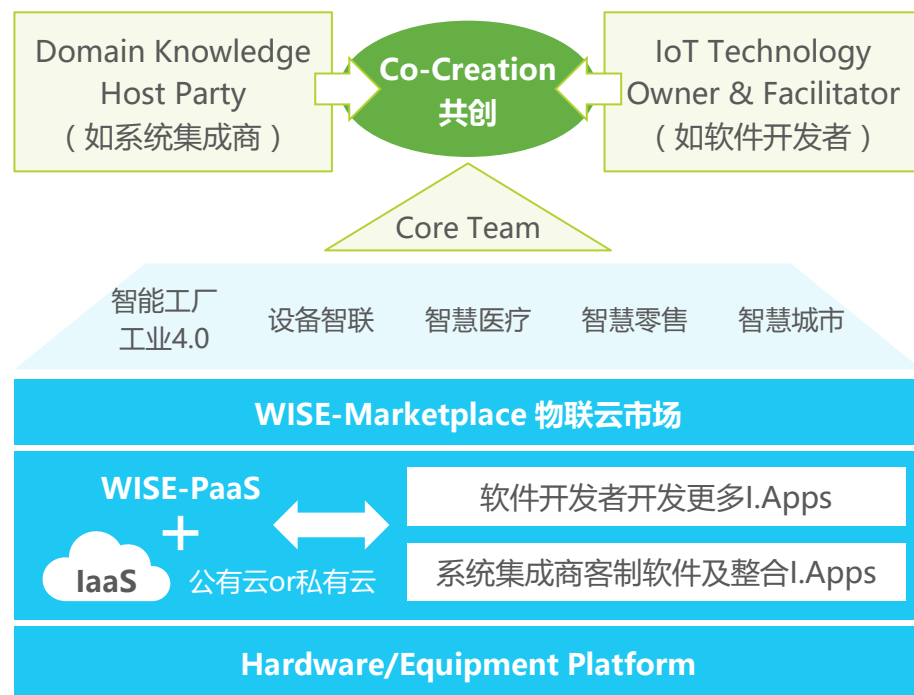 Domain Knowledge
Host Party
（如系统集成商）
Co-Creation
共创
IoT Technology
Owner & Facilitator
（如软件开发者）
Core Team
智能工厂
工业4.0
设备智联
智慧医疗
智慧零售
智慧城市
WISE-Marketplace 物联云市场
WISE-PaaS
+
IaaS
公有云or私有云
软件开发者开发更多I.Apps
系统集成商客制软件及整合I.Apps
Hardware/Equipment Platform